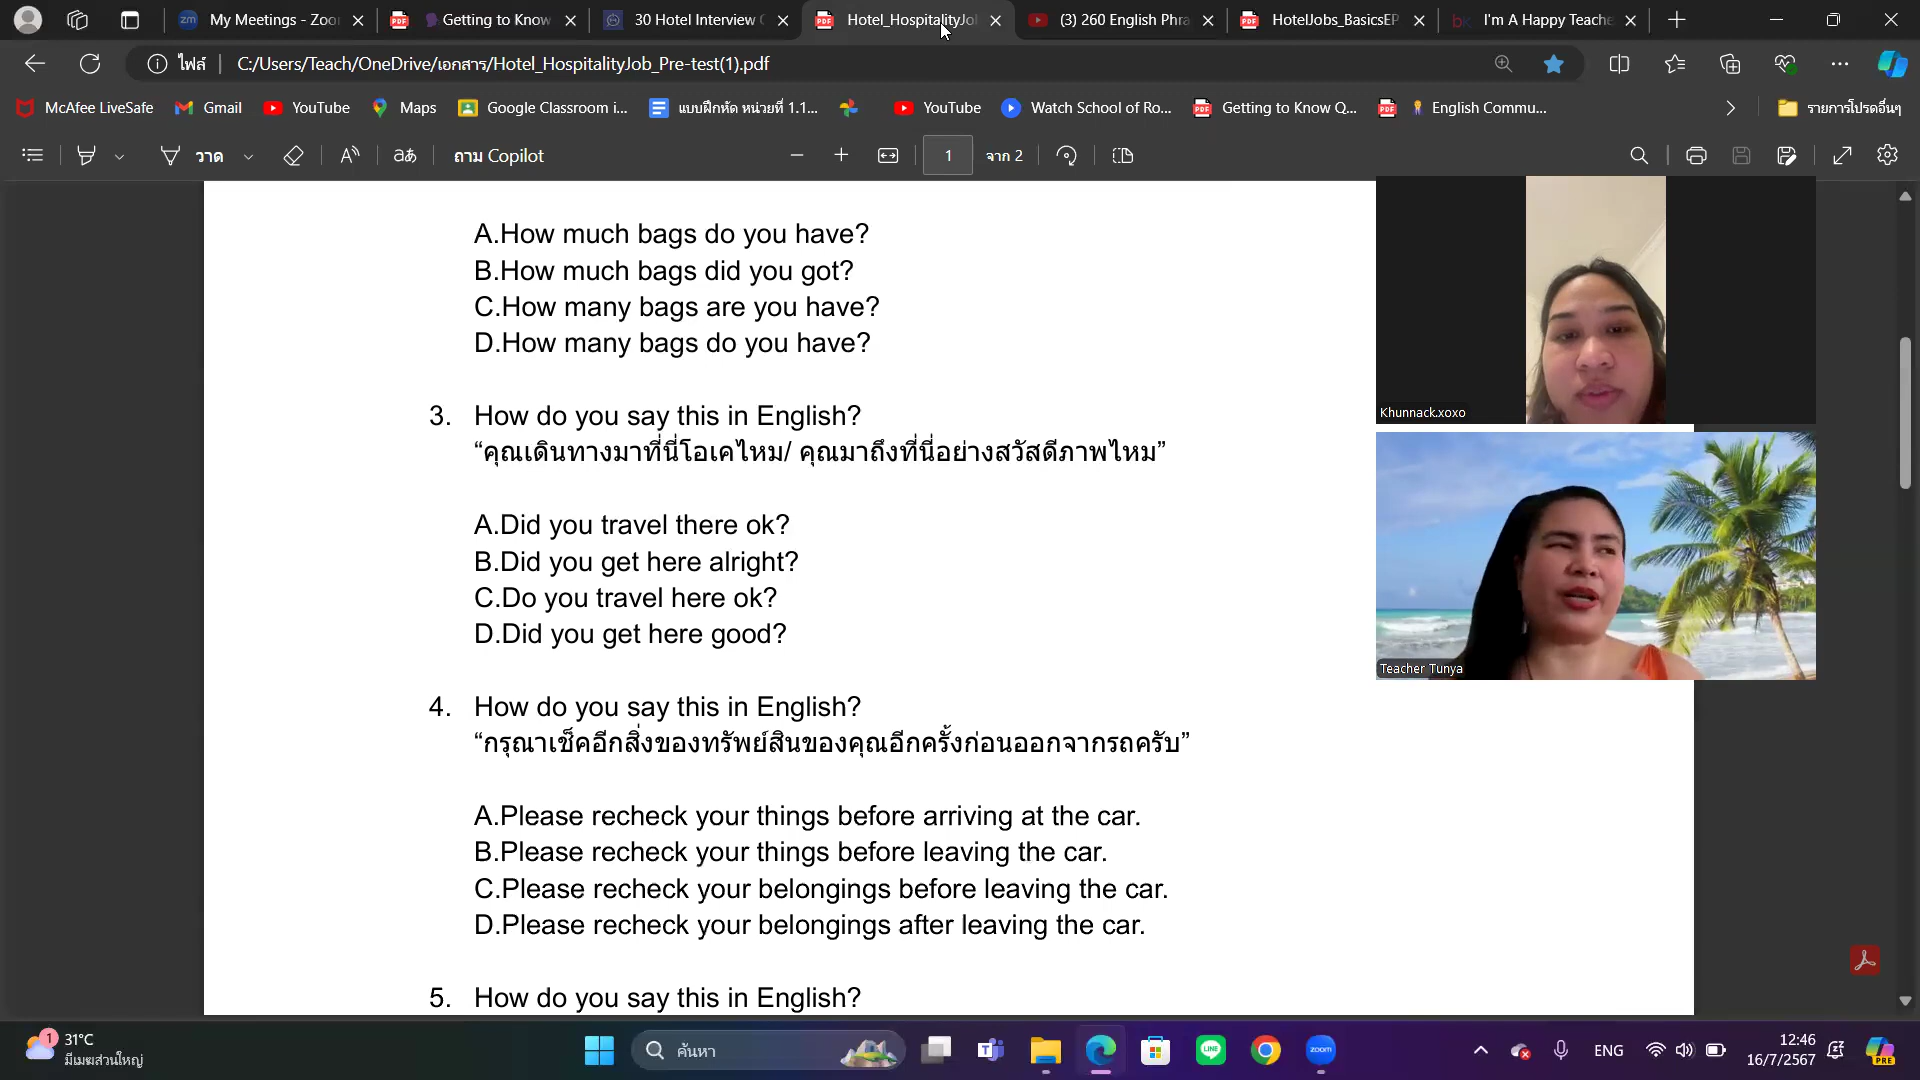 My Meetings - Zoo
Getting to Know
30 Hotel Interview
Hotel_HospitalityJo
(3) 260 English Phra
HotelJobs_BasicsEP
I'm A Happy Teache
ไฟล์
C:/Users/Teach/OneDrive/เอกสาร/Hotel_HospitalityJob_Pre-test(1).pdf
McAfee LiveSafe
Gmail
YouTube
Maps
Google Classroom i...
แบบฝึกหัด หน่วยที่ 1.1...
YouTube
Watch School of Ro...
Getting to Know Q...
English Commu...
รายการโปรดอื่นๆ
วาด
aあ
ถาม Copilot
1
จาก 2
A.How much bags do you have?
B.How much bags did you got?
C.How many bags are you have?
D.How many bags do you have?
3. How do you say this in English?
“คุณเดินทางมาที่นี่โอเคไหม/ คุณมาถึงที่นี่อย่างสวัสดีภาพไหม”
A.Did you travel there ok?
B.Did you get here alright?
C.Do you travel here ok?
D.Did you get here good?
4. How do you say this in English?
“กรุณาเช็คอีกสิ่งของทรัพย์สินของคุณอีกครั้งก่อนออกจากรถครับ”
A.Please recheck your things before arriving at the car.
B.Please recheck your things before leaving the car.
C.Please recheck your belongings before leaving the car.
D.Please recheck your belongings after leaving the car.
5. How do you say this in English?
Khunnack.xoxo
Teacher Tunya
1
31°C
มีเมฆส่วนใหญ่
ค้นหา
zoom
LINE
ENG
12:46
16/7/2567
PRE